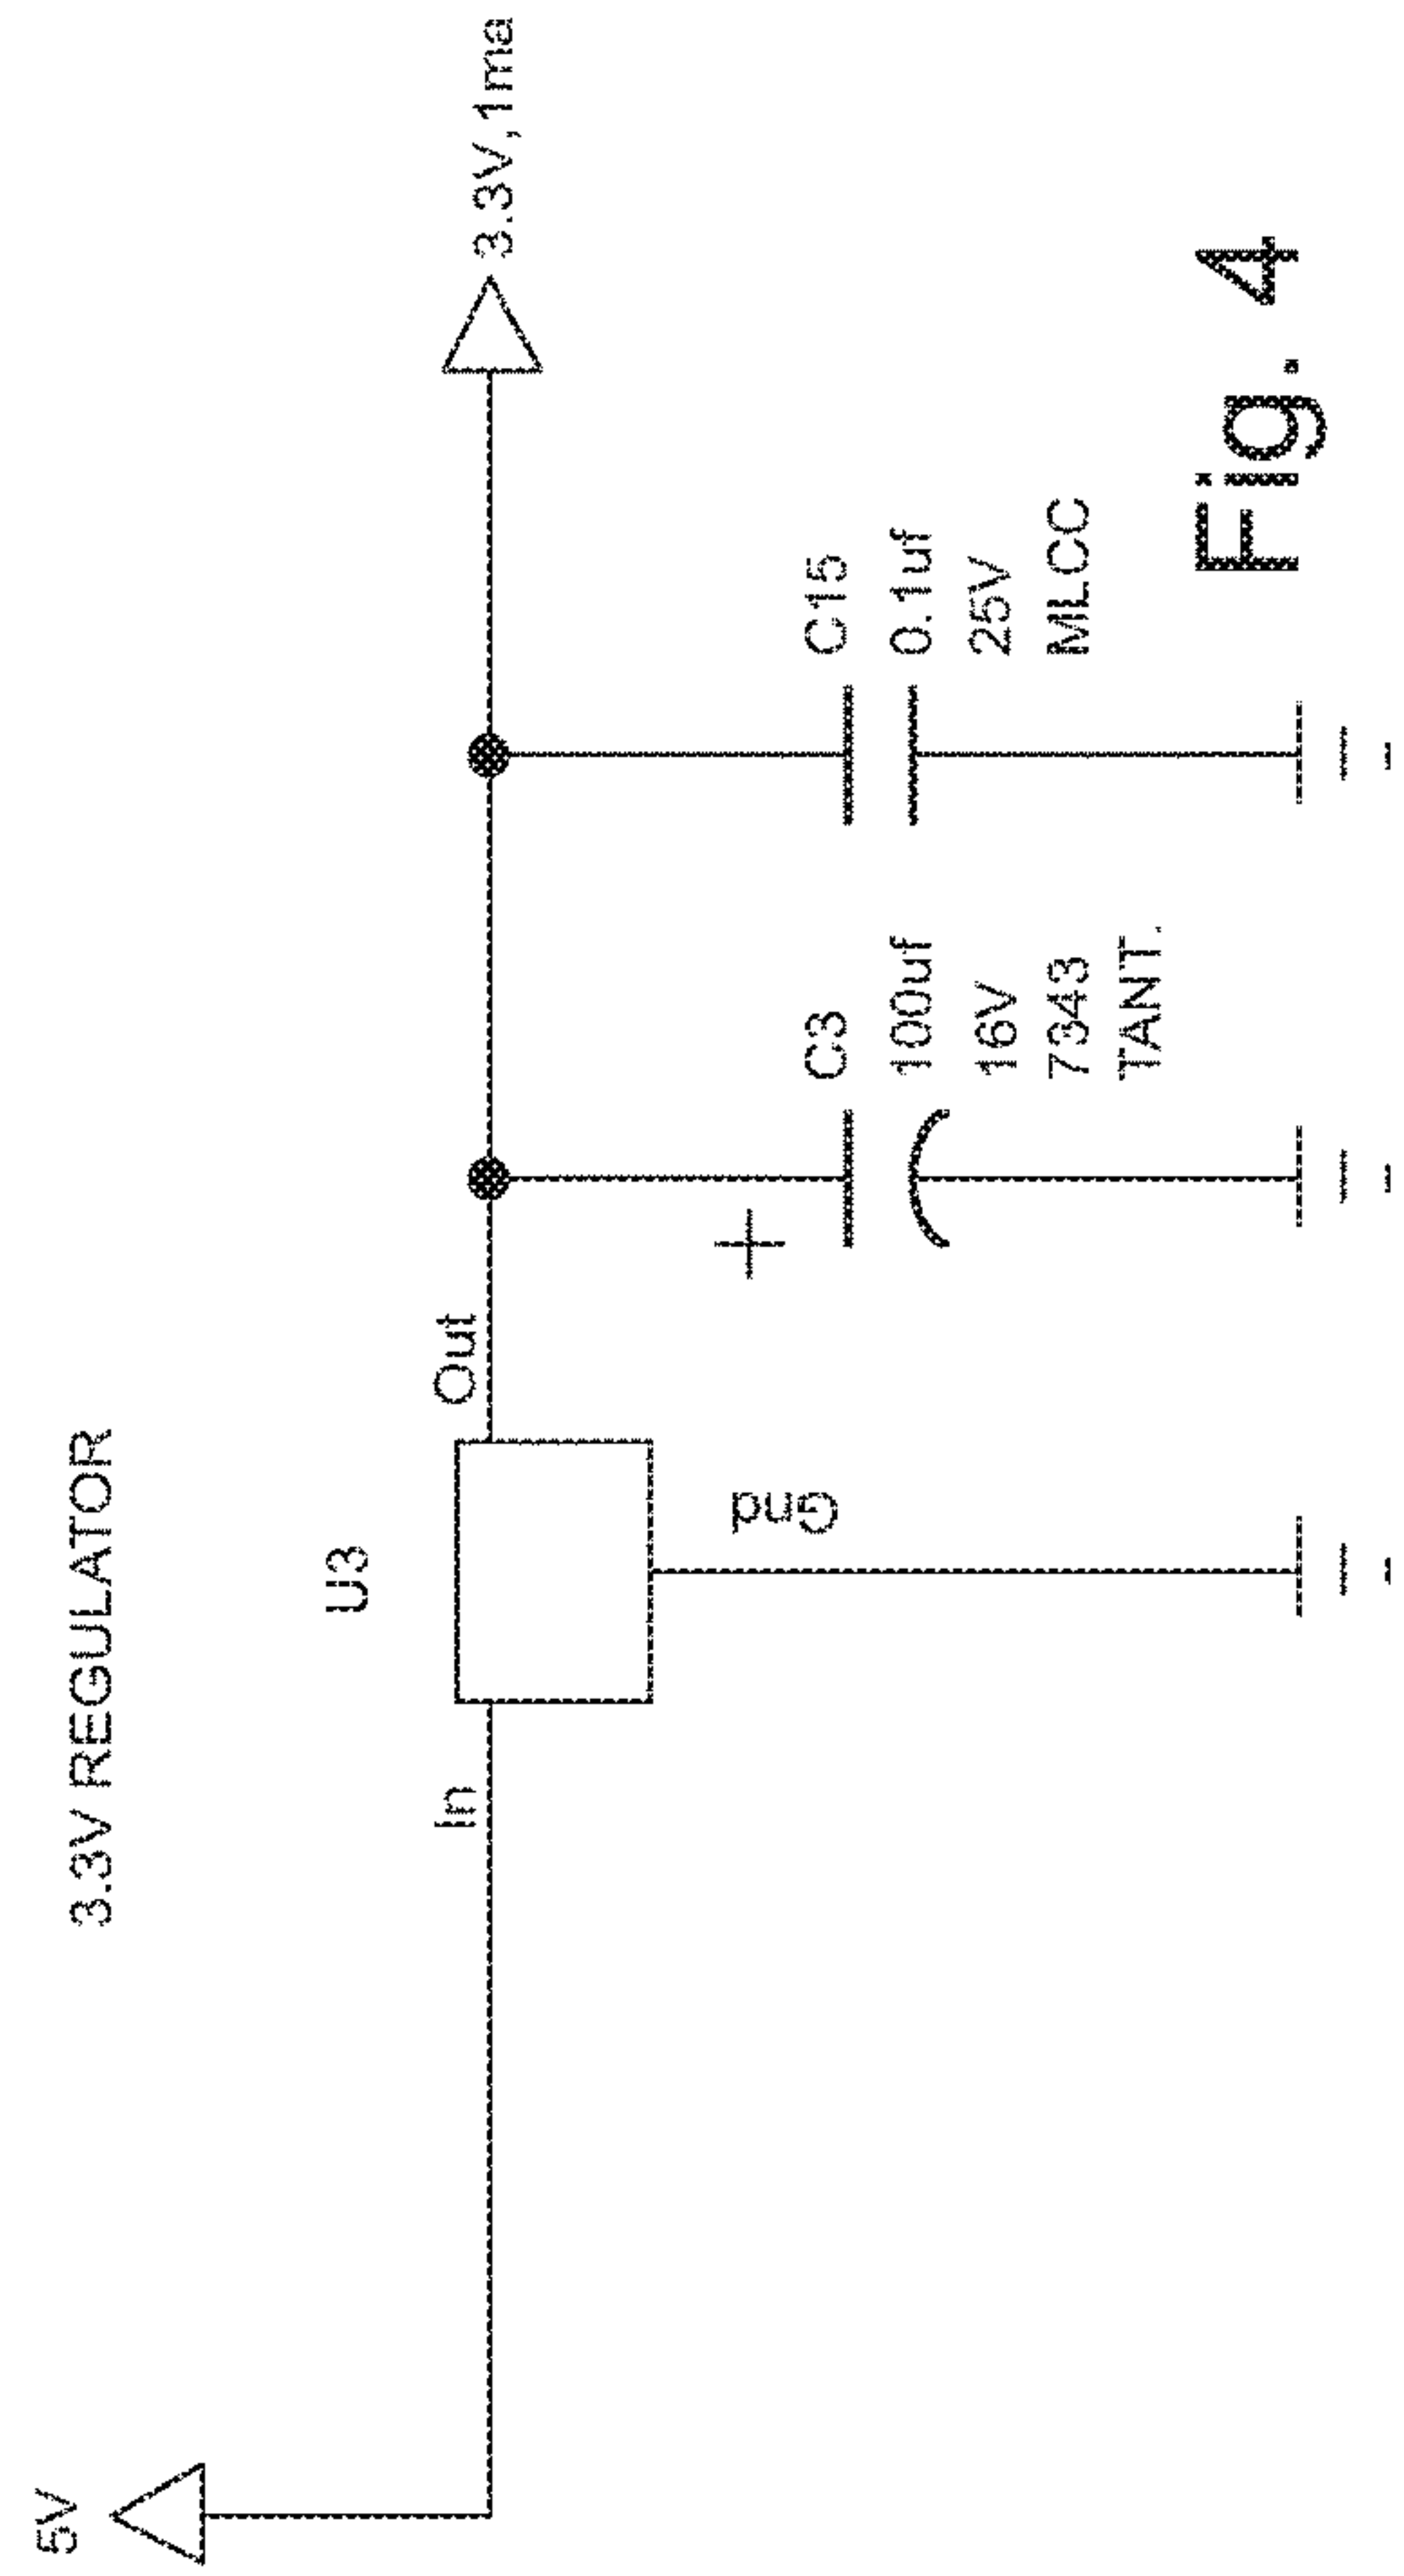 3.3V REGULATOR
5V
U3
In
Out
Gnd
3.3V,1ma
+
C3
100uf
16V
7343
TANT.
C15
0.1uf
25V
MLCC
Fig. 4